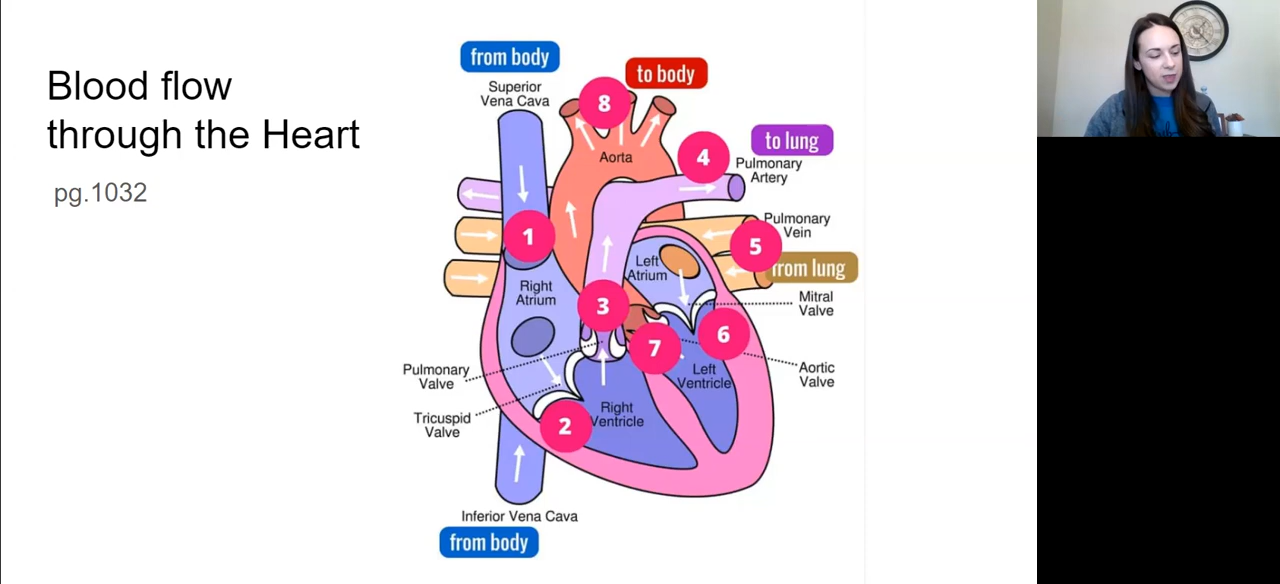 Blood flow
through the Heart
pg.1032
from body
to body
Superior
Vena Cava
8
Aorta
4
to lung
Pulmonary
Artery
1
Pulmonary
Vein
5
from lung
Left
Atrium
Right
Atrium
3
Mitral
Valve
6
7
Pulmonary
Valve
Left
Ventricle
Aortic
Valve
Tricuspid
Valve
2
Right
Ventricle
Inferior Vena Cava
from body